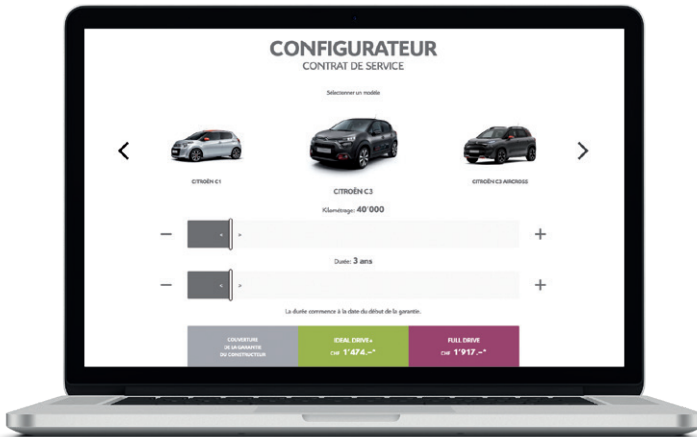 CONFIGURATEUR
CONTRAT DE SERVICE
Sélectionner un modèle
CITROËN C1
CITROËN C3
CITROËN C3 AIRCROSS
Kilométrage: 40'000
− < > +
Durée: 3 ans
− < > +
La durée commence à la date du début de la garantie.
COUVERTURE
DE LA GARANTIE
DU CONSTRUCTEUR
IDEAL DRIVE+
CHF 1'474.–*
FULL DRIVE
CHF 1'917.–*